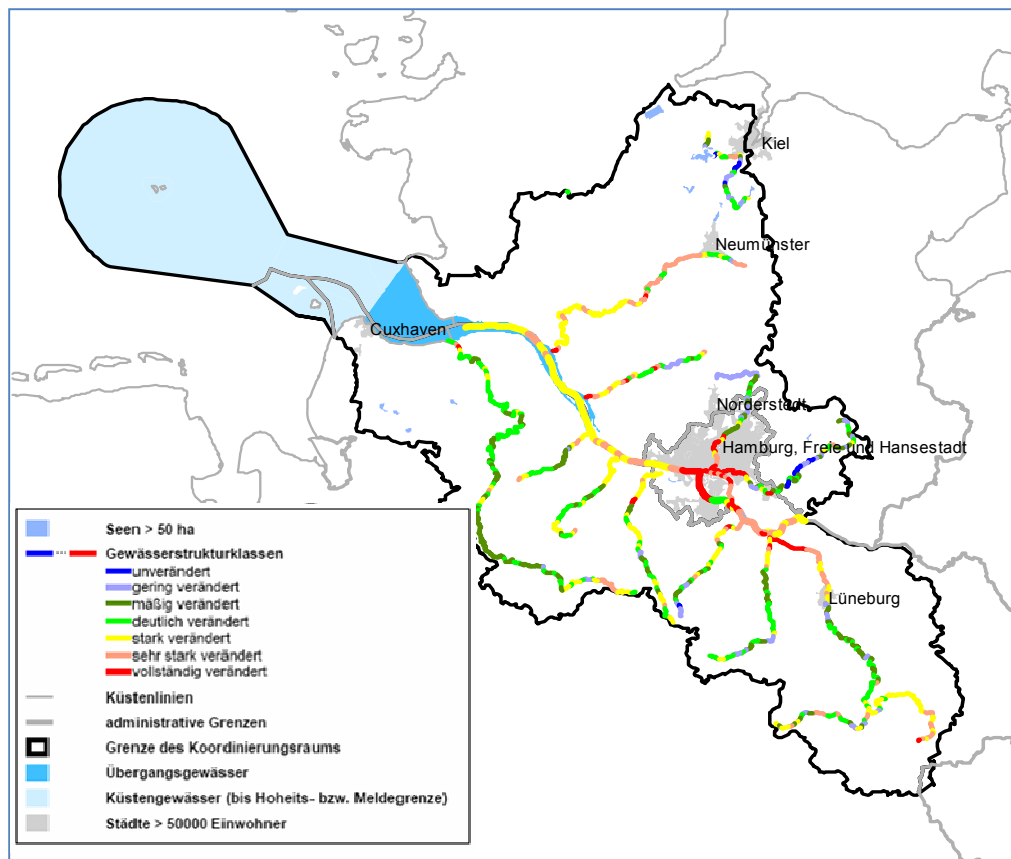 Kiel
Neumünster
Cuxhaven
Norderstedt
Hamburg, Freie und Hansestadt
Lüneburg
Seen > 50 ha
Gewässerstrukturklassen
unverändert
gering verändert
mäßig verändert
deutlich verändert
stark verändert
sehr stark verändert
vollständig verändert
Küstenlinien
administrative Grenzen
Grenze des Koordinierungsraums
Übergangsgewässer
Küstengewässer (bis Hoheits- bzw. Meldegrenze)
Städte > 50000 Einwohner